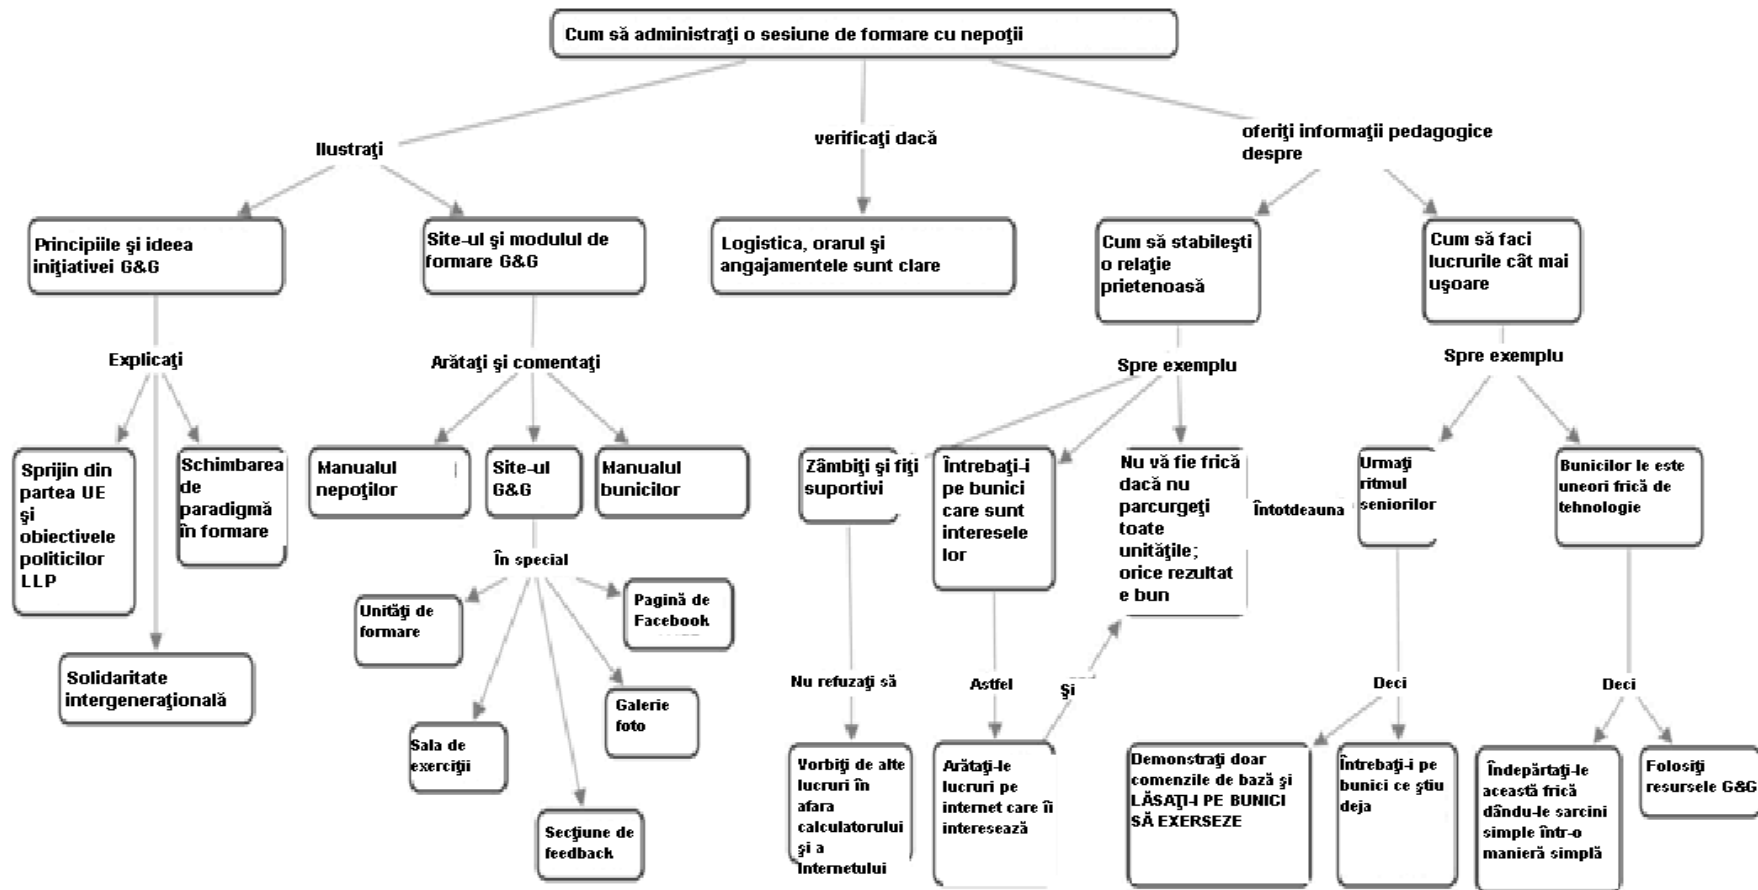 Cum să administraţi o sesiune de formare cu nepoţii
Ilustraţi
verificaţi dacă
oferiţi informaţii pedagogice
despre
Principiile şi ideea
iniţiativei G&G
Site-ul şi modulul de
formare G&G
Logistica, orarul şi
angajamentele sunt clare
Cum să stabileşti
o relaţie
prietenoasă
Cum să faci
lucrurile cât mai
uşoare
Explicaţi
Arătaţi şi comentaţi
Spre exemplu
Spre exemplu
Sprijin din
partea UE
şi
obiectivele
politicilor
LLP
Schimbarea
de
paradigmă
în formare
Manualul
nepoţilor
Site-ul
G&G
Manualul
bunicilor
Zâmbiţi şi fiţi
suportivi
Întrebaţi-i
pe bunici
care sunt
interesele
lor
Nu vă fie frică
dacă nu
parcurgeţi
toate
unităţile;
orice rezultat
e bun
Întotdeauna
Urmaţi
ritmul
seniorilor
Bunicilor le este
uneori frică de
tehnologie
În special
Unităţi de
formare
Pagină de
Facebook
Solidaritate
intergeneraţională
Nu refuzaţi să
Astfel
Şi
Deci
Deci
Galerie
foto
Sala de
exerciţii
Secţiune de
feedback
Vorbiţi de alte
lucruri în
afara
calculatorului
şi a
Internetului
Arătaţi-le
lucruri pe
internet care îi
interesează
Demonstraţi doar
comenzile de bază şi
LĂSAŢI-I PE BUNICI
SĂ EXERSEZE
Întrebaţi-i pe
bunici ce ştiu
deja
Îndepărtaţi-le
această frică
dându-le sarcini
simple într-o
manieră simplă
Folosiţi
resursele G&G